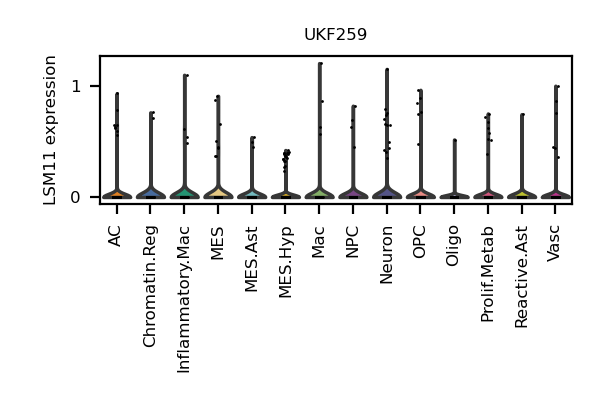 UKF259
LSM11 expression
1
0
AC
Chromatin.Reg
Inflammatory.Mac
MES
MES.Ast
MES.Hyp
Mac
NPC
Neuron
OPC
Oligo
Prolif.Metab
Reactive.Ast
Vasc